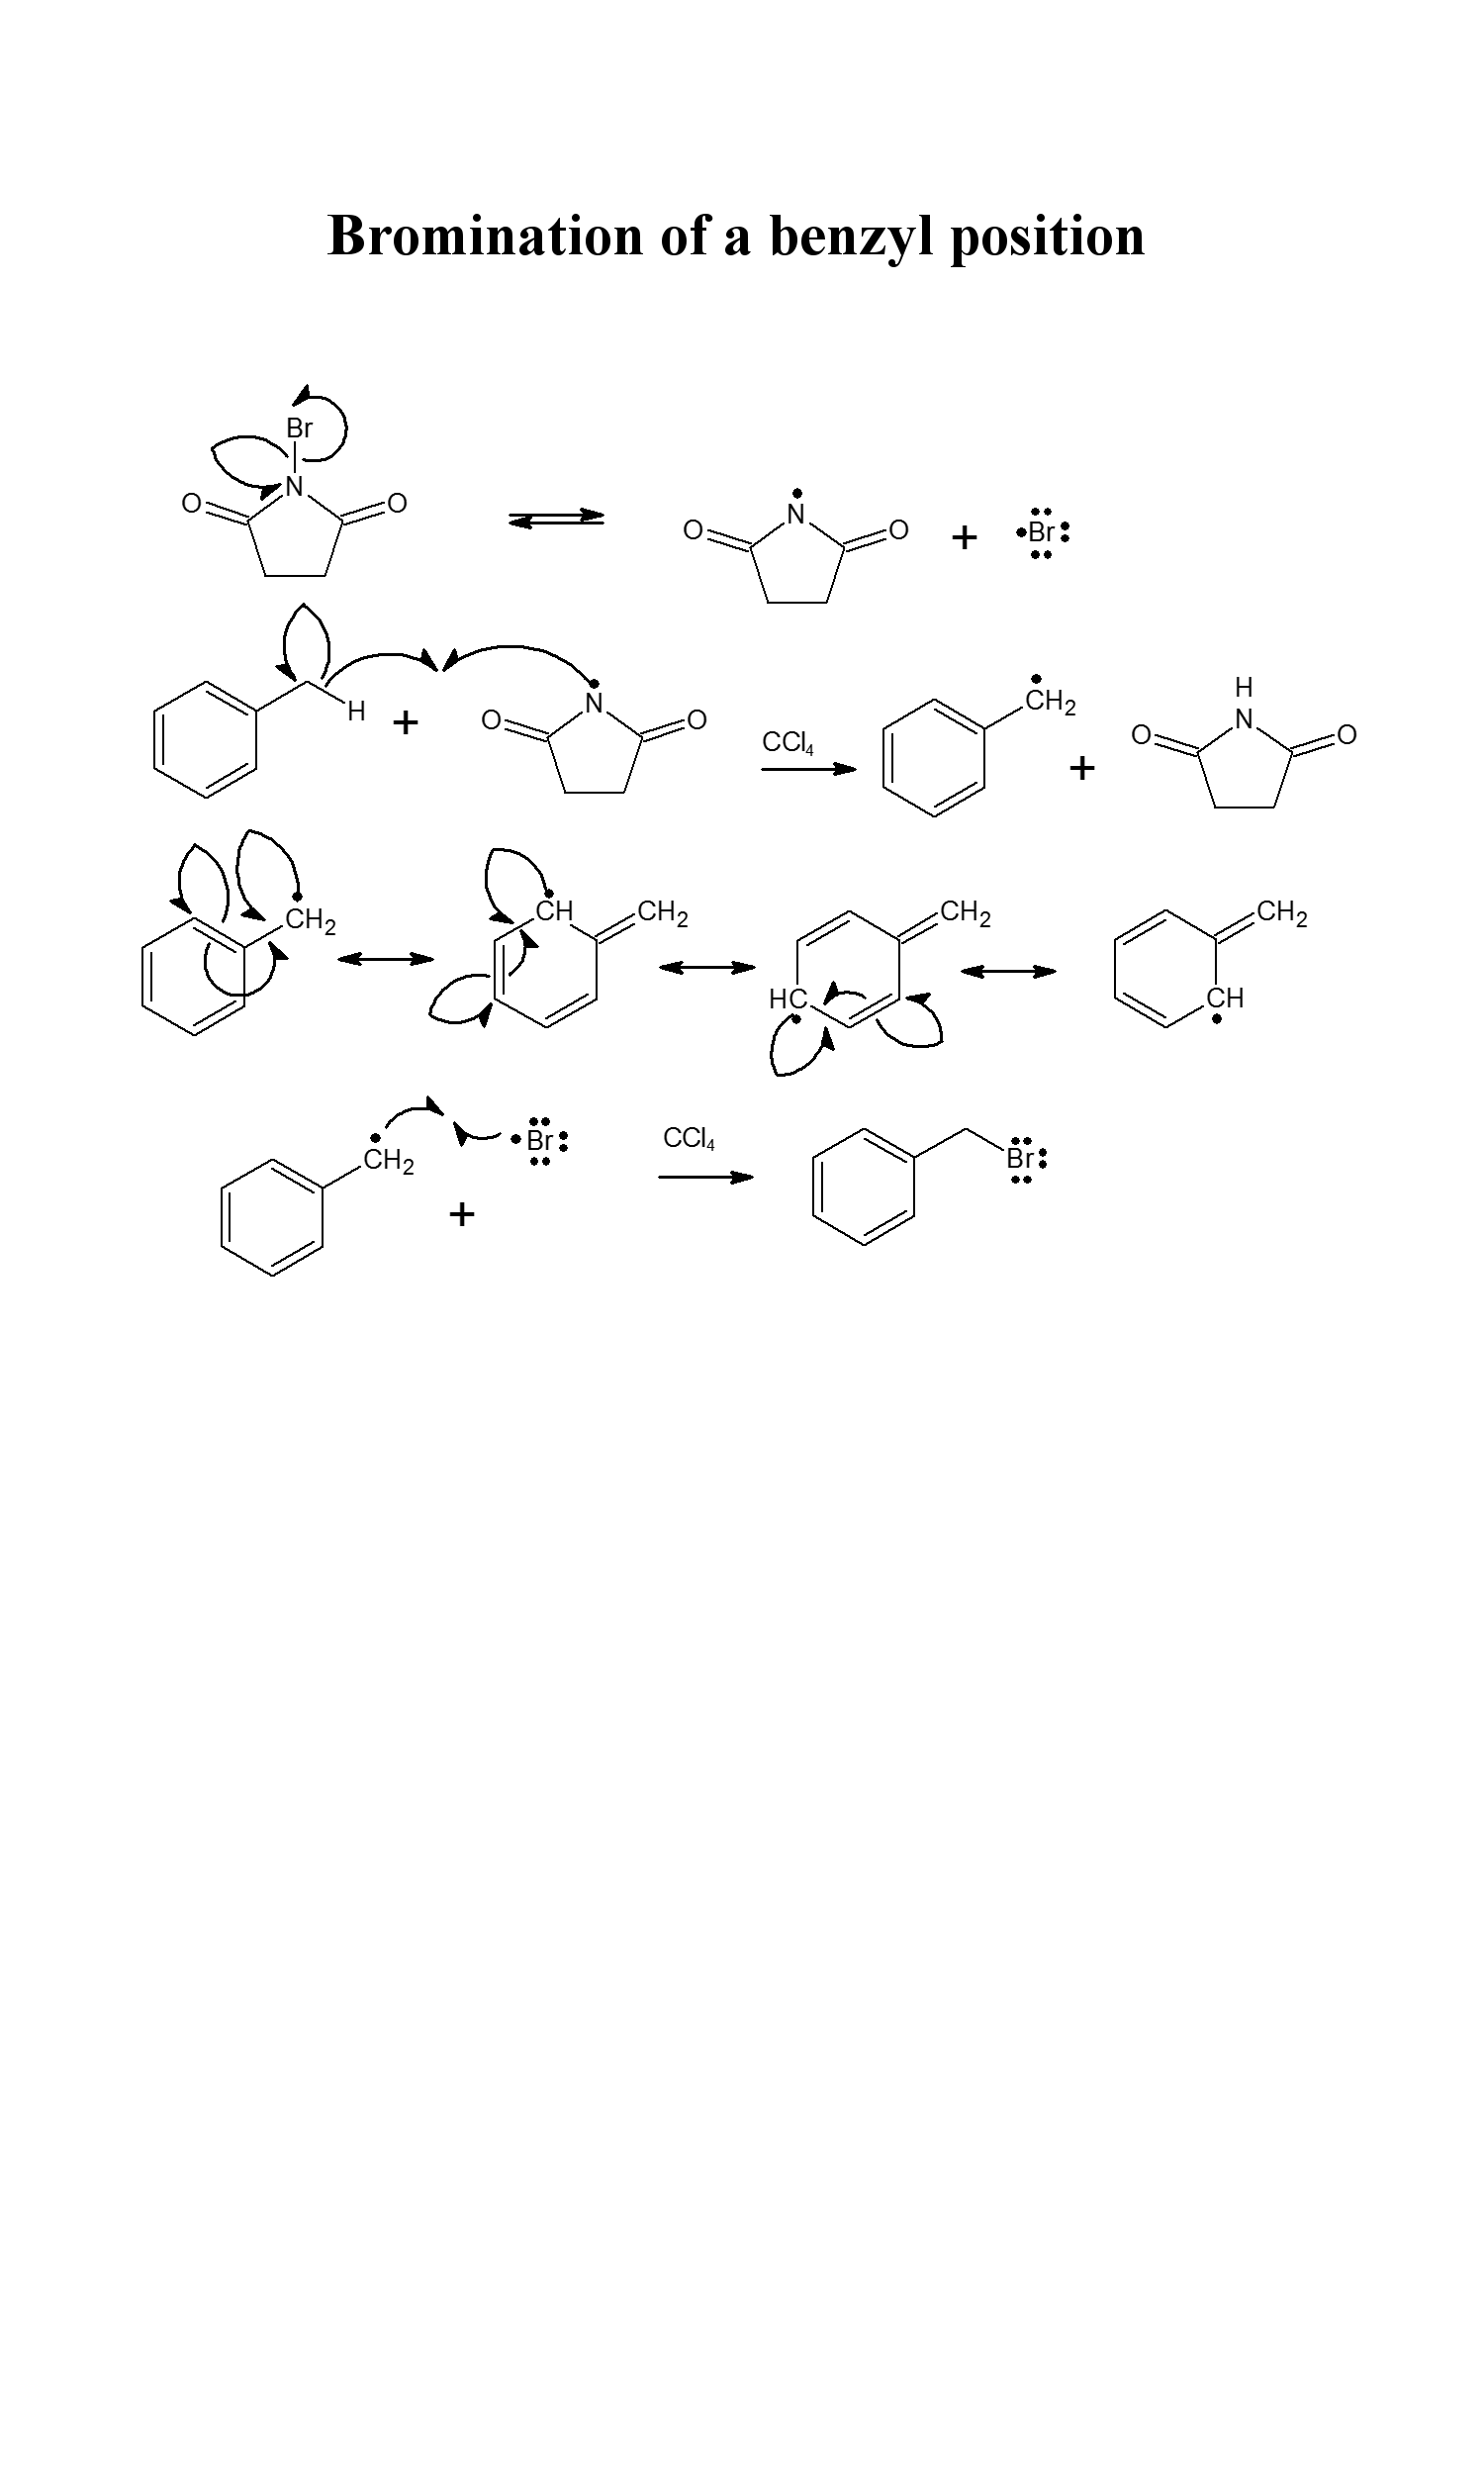 Bromination of a benzyl position
Br
N
O O
N
O O + Br
H + N
O O
CCl4
CH2 + H
N
O O
CH2
CH CH2
HC CH2
CH2
CH
CH2 + Br
CCl4
Br